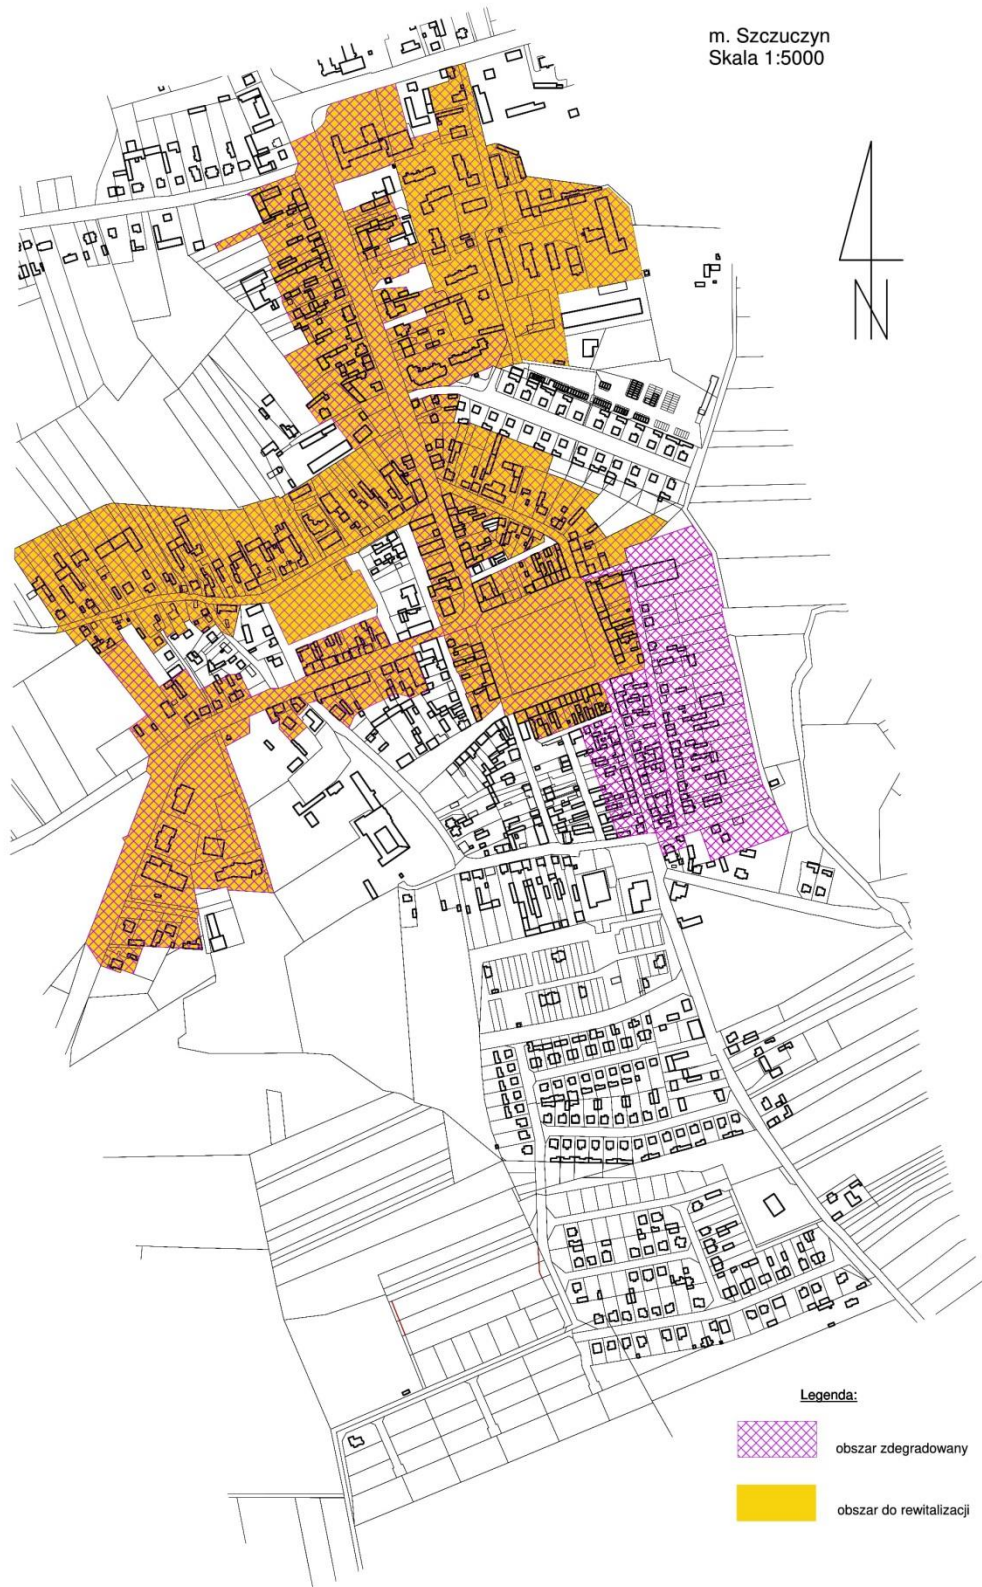 m. Szczuczyn
Skala 1:5000
N
Legenda:
obszar zdegradowany
obszar do rewitalizacji